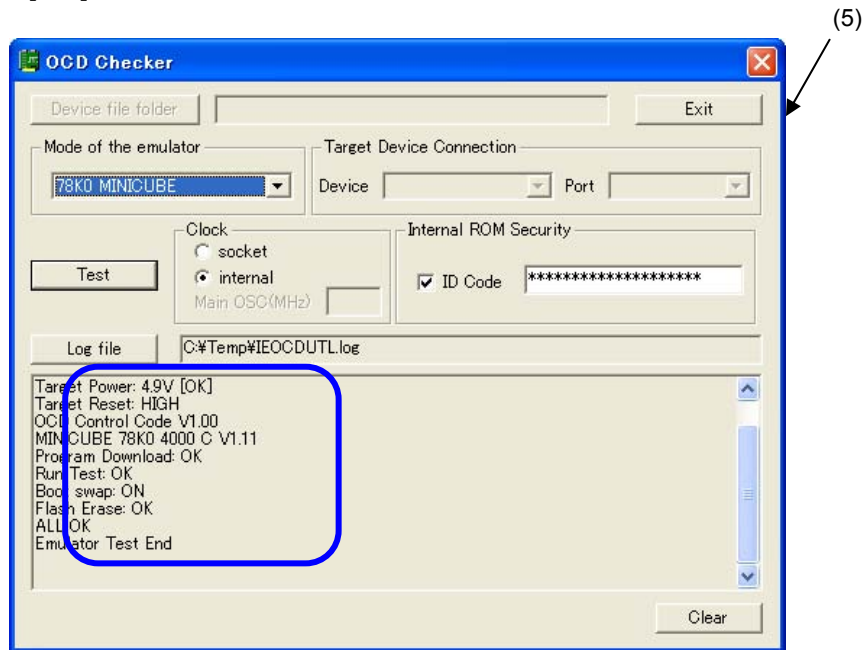 (5)
OCD Checker
Device file folder
Exit
Mode of the emulator
Target Device Connection
78K0 MINICUBE
Device
Port
Clock
Internal ROM Security
socket
Test
internal
ID Code
********************
Main OSC(MHz)
Log file
C:¥Temp¥IEOCDUTL.log
Target Power: 4.9V [OK]
Target Reset: HIGH
OCD Control Code V1.00
MINICUBE 78K0 4000 C V1.11
Program Download: OK
Run Test: OK
Boot swap: ON
Flash Erase: OK
ALL OK
Emulator Test End
Clear